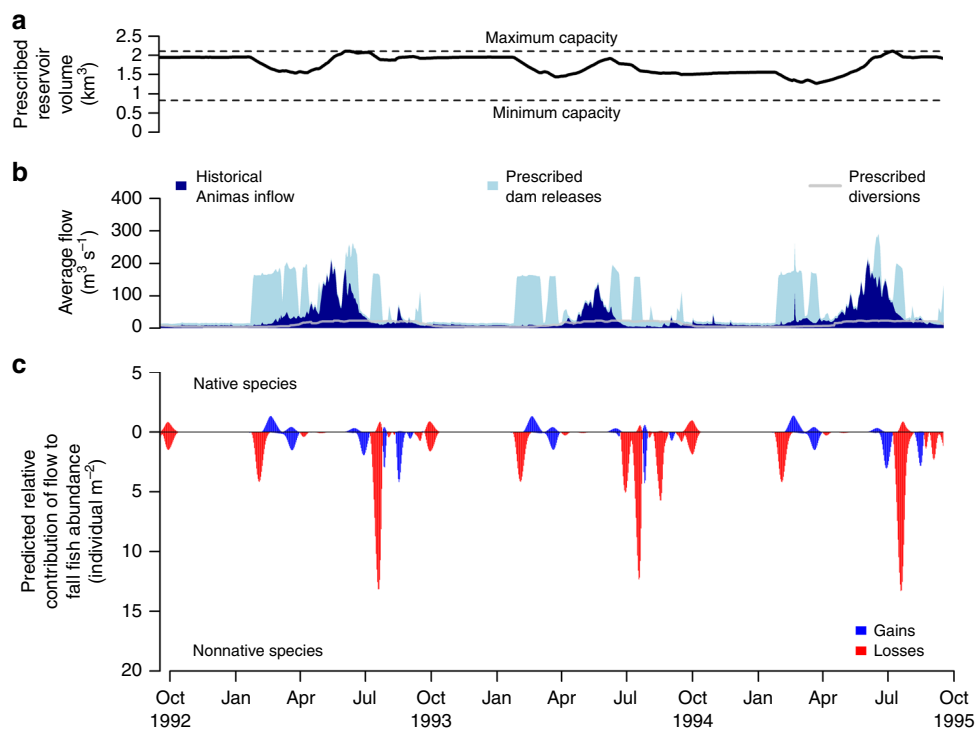 a
Prescribed
reservoir
volume
(km³)
2.5
2
1.5
1
0.5
0
Maximum capacity
Minimum capacity
b
Historical
Animas inflow
Prescribed
dam releases
Prescribed
diversions
Average flow
(m³ s⁻¹)
400
300
200
100
0
c
Predicted relative
contribution of flow to
fall fish abundance
(individual m⁻²)
5
0
5
10
15
20
Native species
Nonnative species
Gains
Losses
Oct Jan Apr Jul Oct Jan Apr Jul Oct Jan Apr Jul Oct
1992 1993 1994 1995